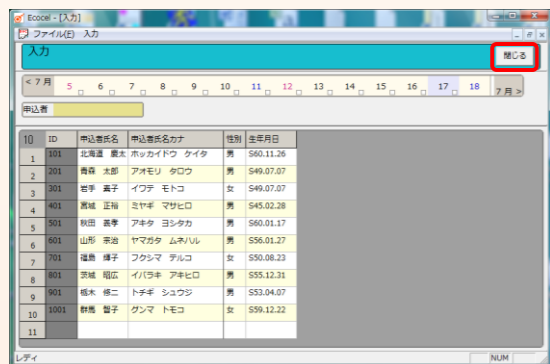 Ecocel - [入力]
ファイル(E) 入力
入力 閉じる
< 7月 5 6 7 8 9 10 11 12 13 14 15 16 17 18 7月 >
申込者
10 ID 申込者氏名 申込者氏名カナ 性別 生年月日
1 101 北海道 慶太 ホッカイドウ ケイタ 男 S60.11.26
2 201 青森 太郎 アオモリ タロウ 男 S49.07.07
3 301 岩手 素子 イワテ モトコ 女 S49.07.07
4 401 宮城 正裕 ミヤギ マサヒロ 男 S45.02.28
5 501 秋田 義孝 アキタ ヨシタカ 男 S60.01.17
6 601 山形 宗治 ヤマガタ ムネハル 男 S56.01.27
7 701 福島 輝子 フクシマ テルコ 女 S50.08.23
8 801 茨城 昭広 イバラキ アキヒロ 男 S55.12.31
9 901 栃木 修二 トチギ シュウジ 男 S53.04.07
10 1001 群馬 智子 グンマ トモコ 女 S59.12.22
11
レディ NUM